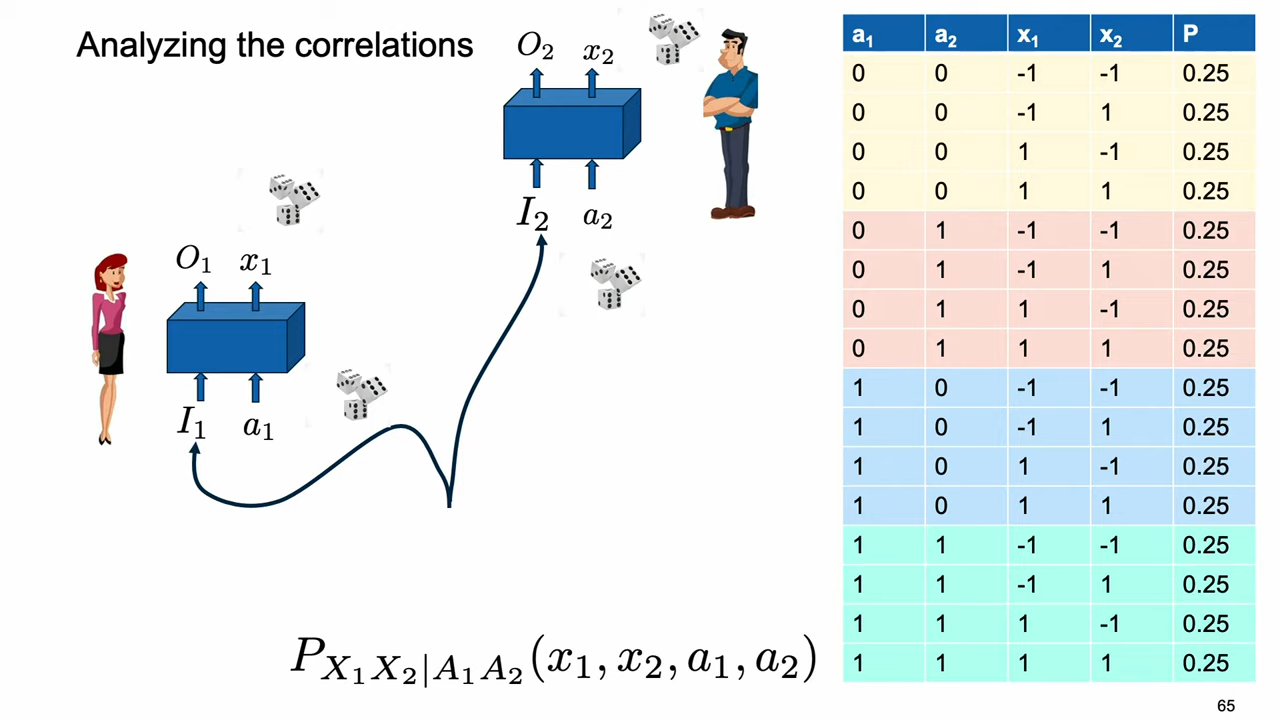 Analyzing the correlations
O₂ x₂
I₂ a₂
O₁ x₁
I₁ a₁
P_{X₁X₂|A₁A₂}(x₁, x₂, a₁, a₂)
a₁ a₂ x₁ x₂ P
0 0 -1 -1 0.25
0 0 -1 1 0.25
0 0 1 -1 0.25
0 0 1 1 0.25
0 1 -1 -1 0.25
0 1 -1 1 0.25
0 1 1 -1 0.25
0 1 1 1 0.25
1 0 -1 -1 0.25
1 0 -1 1 0.25
1 0 1 -1 0.25
1 0 1 1 0.25
1 1 -1 -1 0.25
1 1 -1 1 0.25
1 1 1 -1 0.25
1 1 1 1 0.25
65